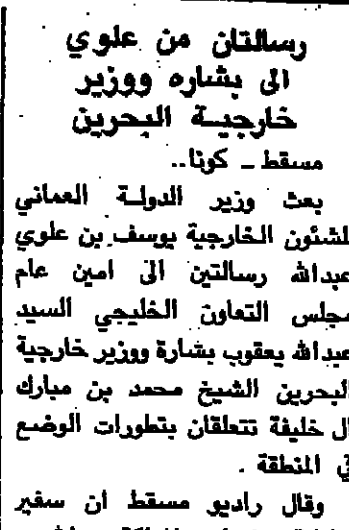 رسالتان من علوي
الى بشاره ووزير
خارجية البحرين
مسقط ـ كونا..
بعث وزير الدولة العماني
للشئون الخارجية يوسف بن علوي
عبدالله رسالتين الى امين عام
مجلس التعاون الخليجي السيد
عبدالله يعقوب بشارة ووزير خارجية
البحرين الشيخ محمد بن مبارك
آل خليفة تتعلقان بتطورات الوضع
في المنطقة .
وقال راديو مسقط ان سفير